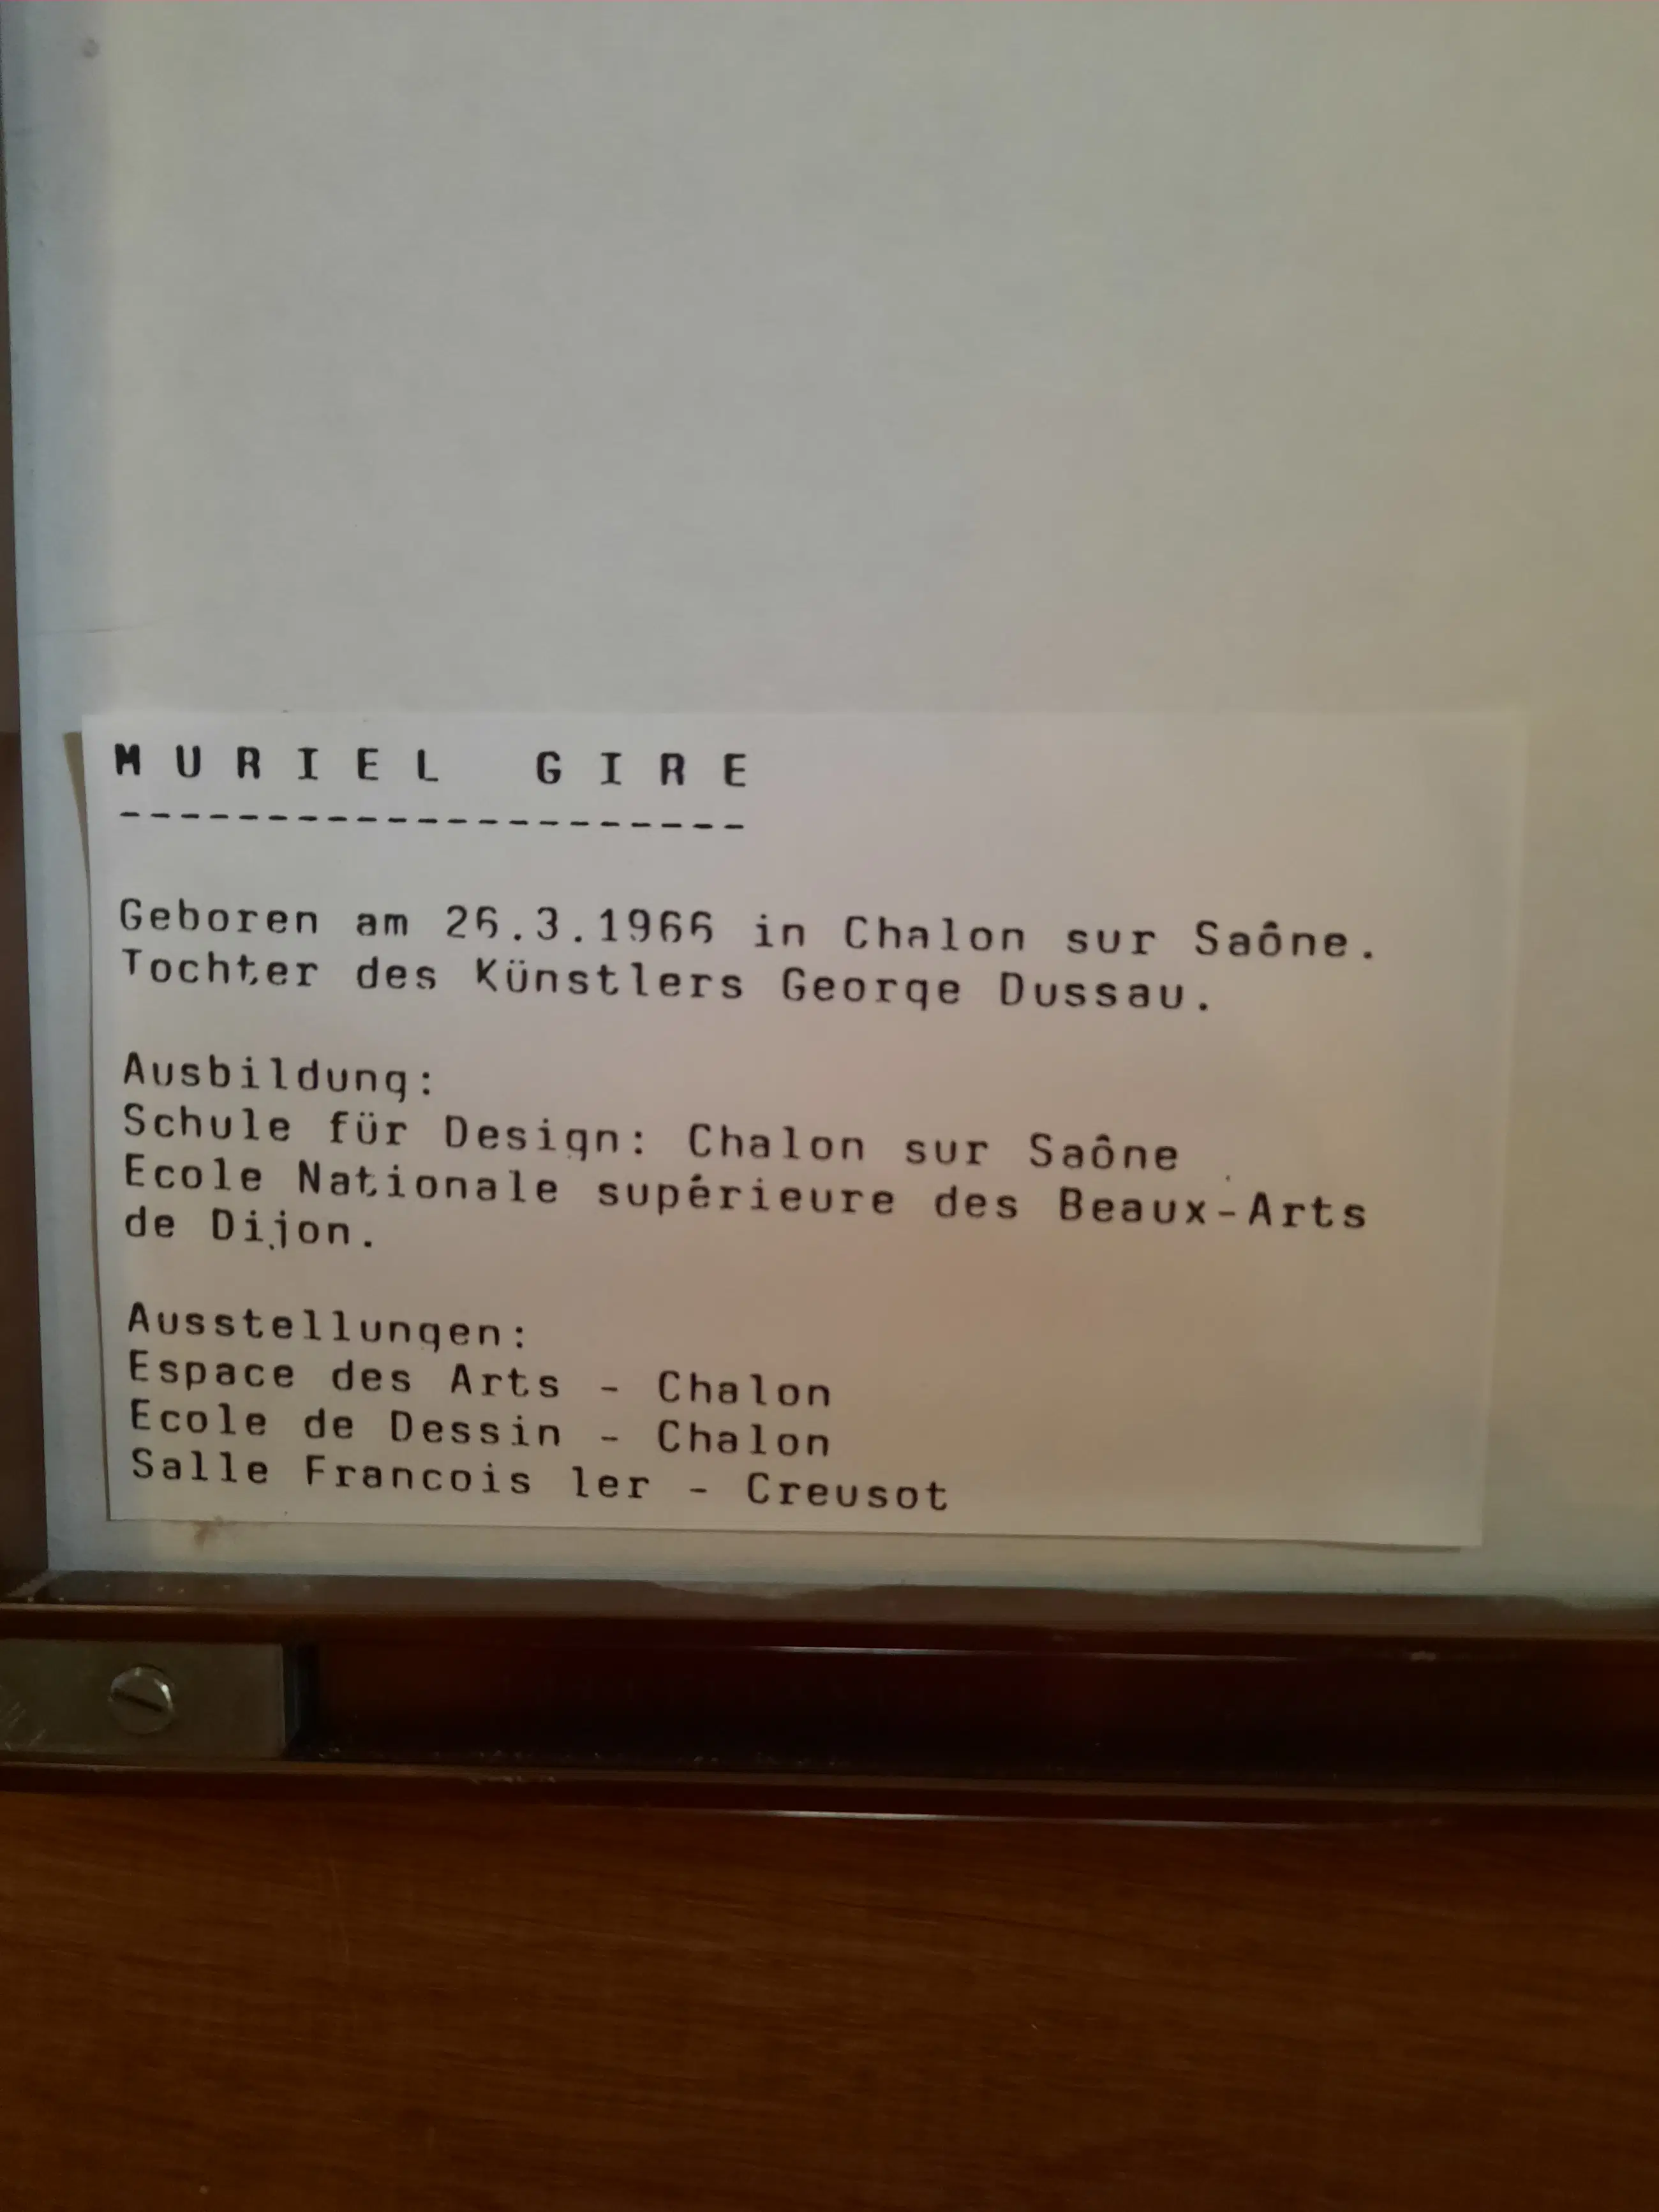 MURIEL GIRE
---------------------
Geboren am 26.3.1966 in Chalon sur Saône.
Tochter des Künstlers George Dussau.
Ausbildung:
Schule für Design: Chalon sur Saône
Ecole Nationale supérieure des Beaux-Arts
de Dijon.
Ausstellungen:
Espace des Arts - Chalon
Ecole de Dessin - Chalon
Salle Francois ler - Creusot